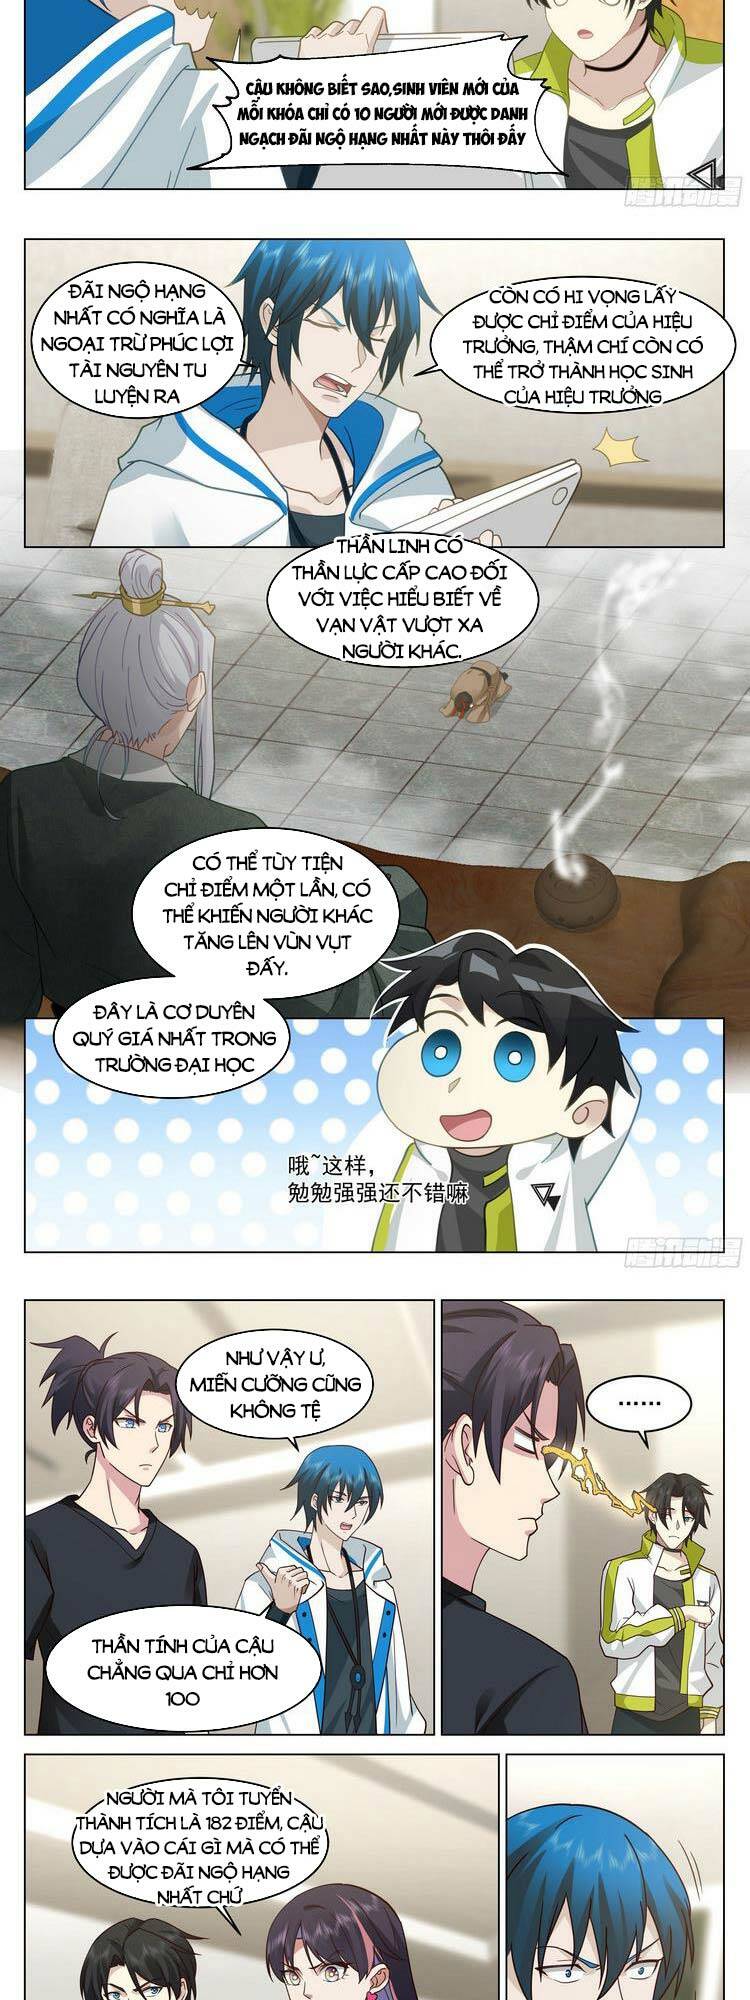 CẬU KHÔNG BIẾT SAO,SINH VIÊN MỚI CỦA
MỖI KHÓA CHỈ CÓ 10 NGƯỜI MỚI ĐƯỢC DANH
NGẠCH ĐÃI NGỘ HẠNG NHẤT NÀY THÔI ĐẤY
腾讯动漫
ĐÃI NGỘ HẠNG
NHẤT CÓ NGHĨA LÀ
NGOẠI TRỪ PHÚC LỢI
TÀI NGUYÊN TU
LUYỆN RA
CÒN CÓ HI VỌNG LẤY
ĐƯỢC CHỈ ĐIỂM CỦA HIỆU
TRƯỞNG, THẬM CHÍ CÒN CÓ
THỂ TRỞ THÀNH HỌC SINH
CỦA HIỆU TRƯỞNG
THẦN LINH CÓ
THẦN LỰC CẤP CAO ĐỐI
VỚI VIỆC HIỂU BIẾT VỀ
VẠN VẬT VƯỢT XA
NGƯỜI KHÁC.
CÓ THỂ TÙY TIỆN
CHỈ ĐIỂM MỘT LẦN, CÓ
THỂ KHIẾN NGƯỜI KHÁC
TĂNG LÊN VÙN VỤT
ĐẤY.
ĐÂY LÀ CƠ DUYÊN
QUÝ GIÁ NHẤT TRONG
TRƯỜNG ĐẠI HỌC
哦~这样，
勉勉强强还不错嘛
腾讯动漫
NHƯ VẬY Ư,
MIỄN CƯỠNG CŨNG
KHÔNG TỆ
......
THẦN TÍNH CỦA CẬU
CHẲNG QUA CHỈ HƠN
100
NGƯỜI MÀ TÔI TUYỂN
THÀNH TÍCH LÀ 182 ĐIỂM, CẬU
DỰA VÀO CÁI GÌ MÀ CÓ THỂ
ĐƯỢC ĐÃI NGỘ HẠNG
NHẤT CHỨ